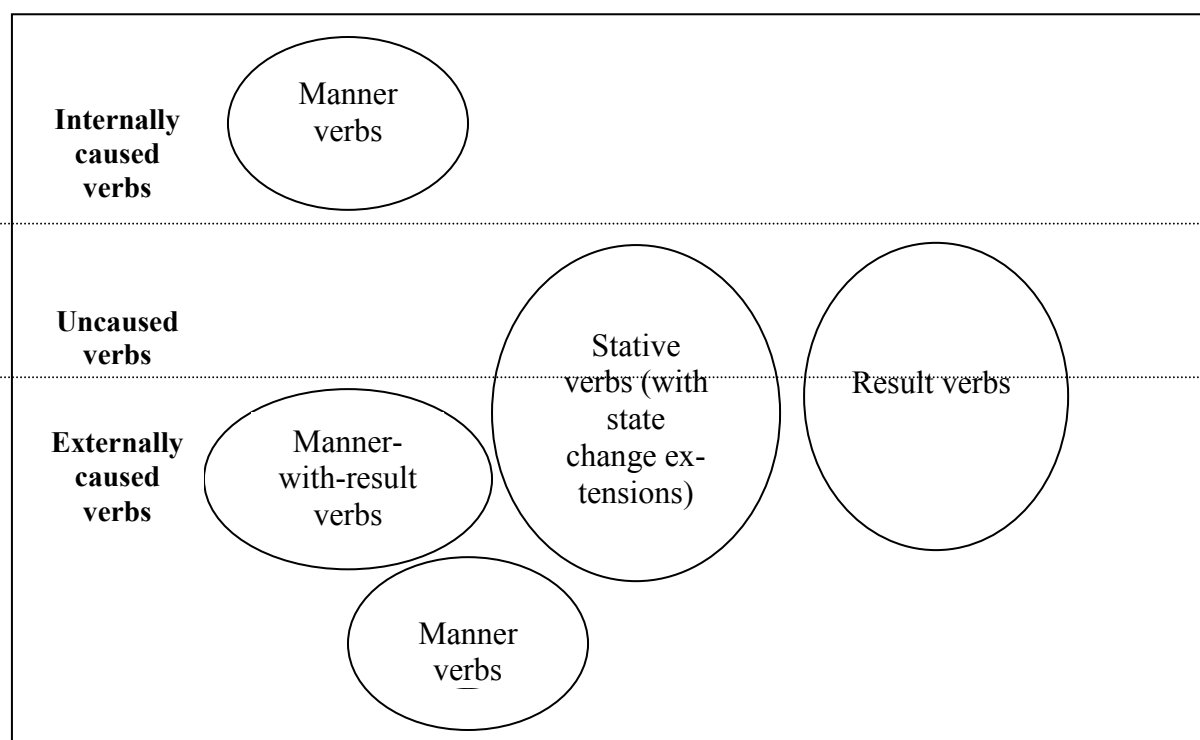 Manner
verbs
Internally
caused
verbs
Uncaused
verbs
Stative
verbs (with
state
change ex-
tensions)
Result verbs
Externally
caused
verbs
Manner-
with-result
verbs
Manner
verbs